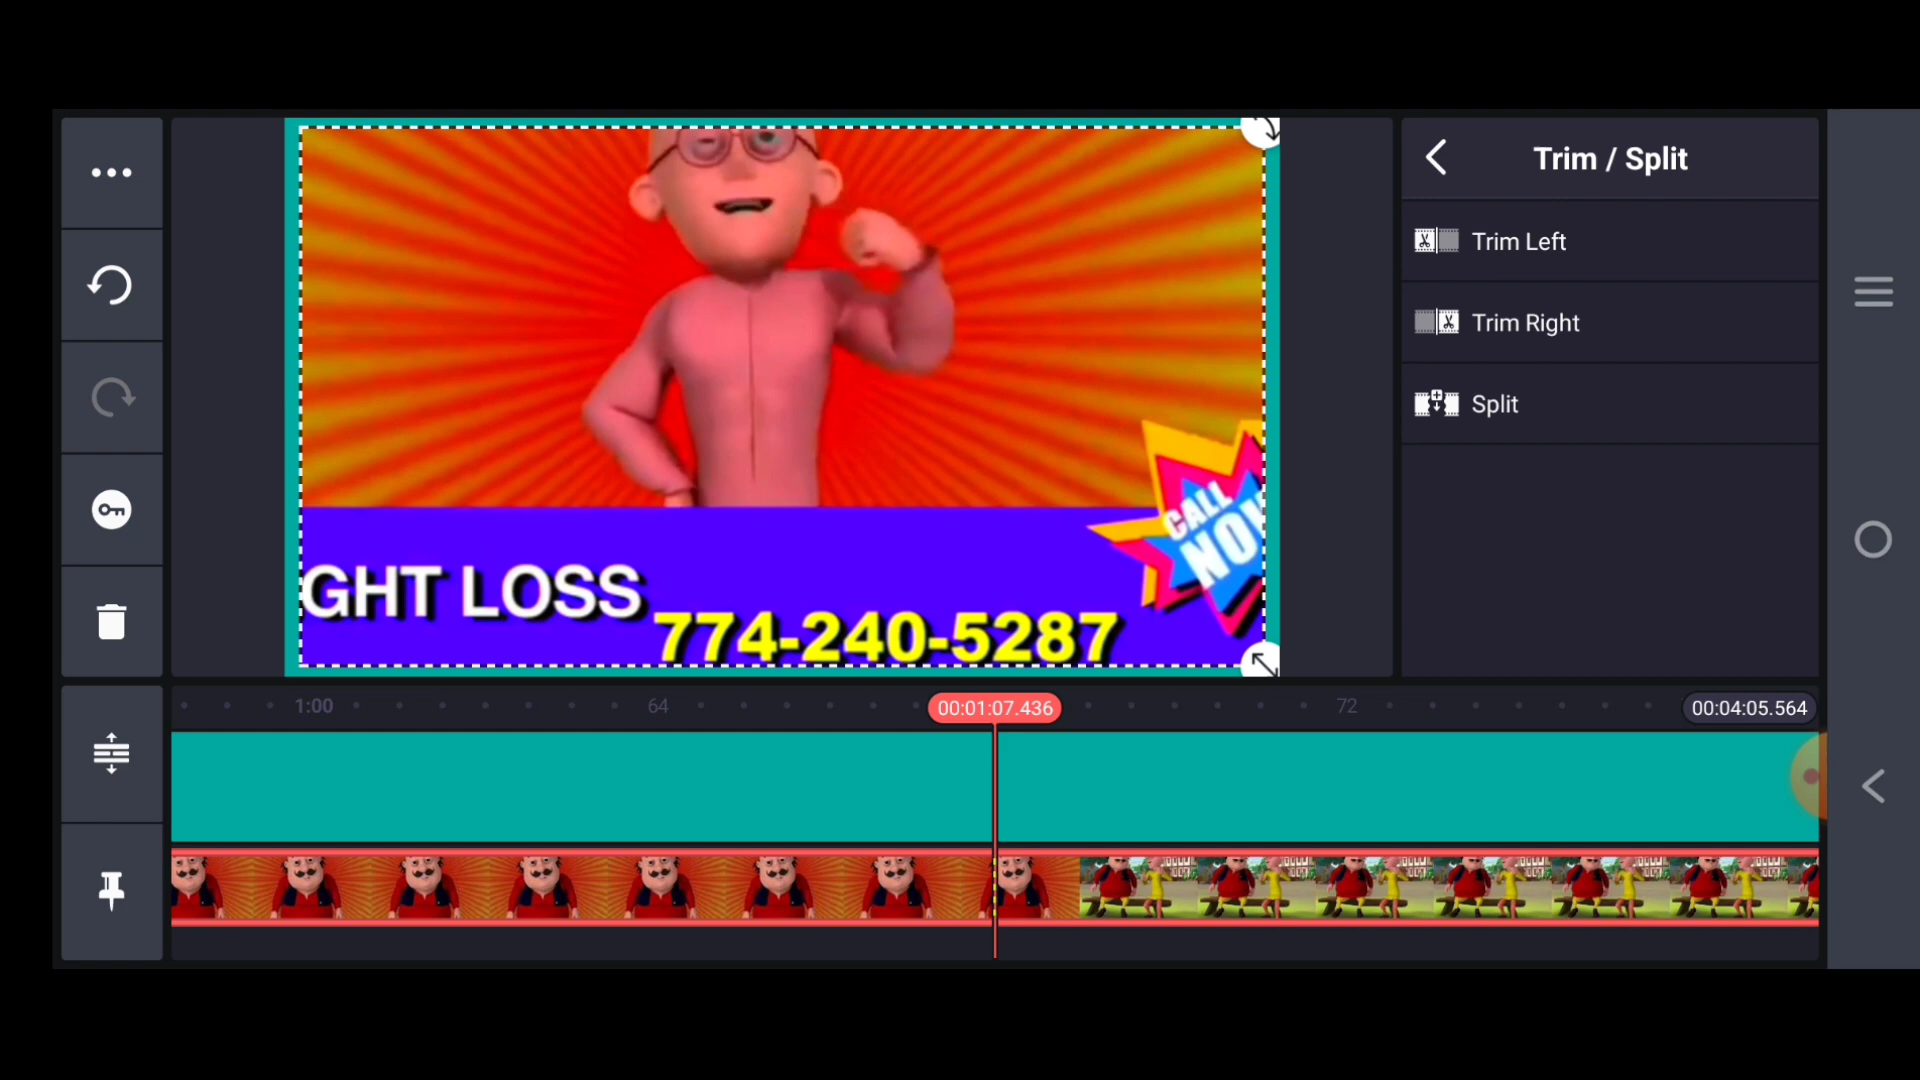 Trim / Split
Trim Left
Trim Right
Split
CALL
NOW
GHT LOSS
774-240-5287
1:00
64
00:01:07.436
72
00:04:05.564